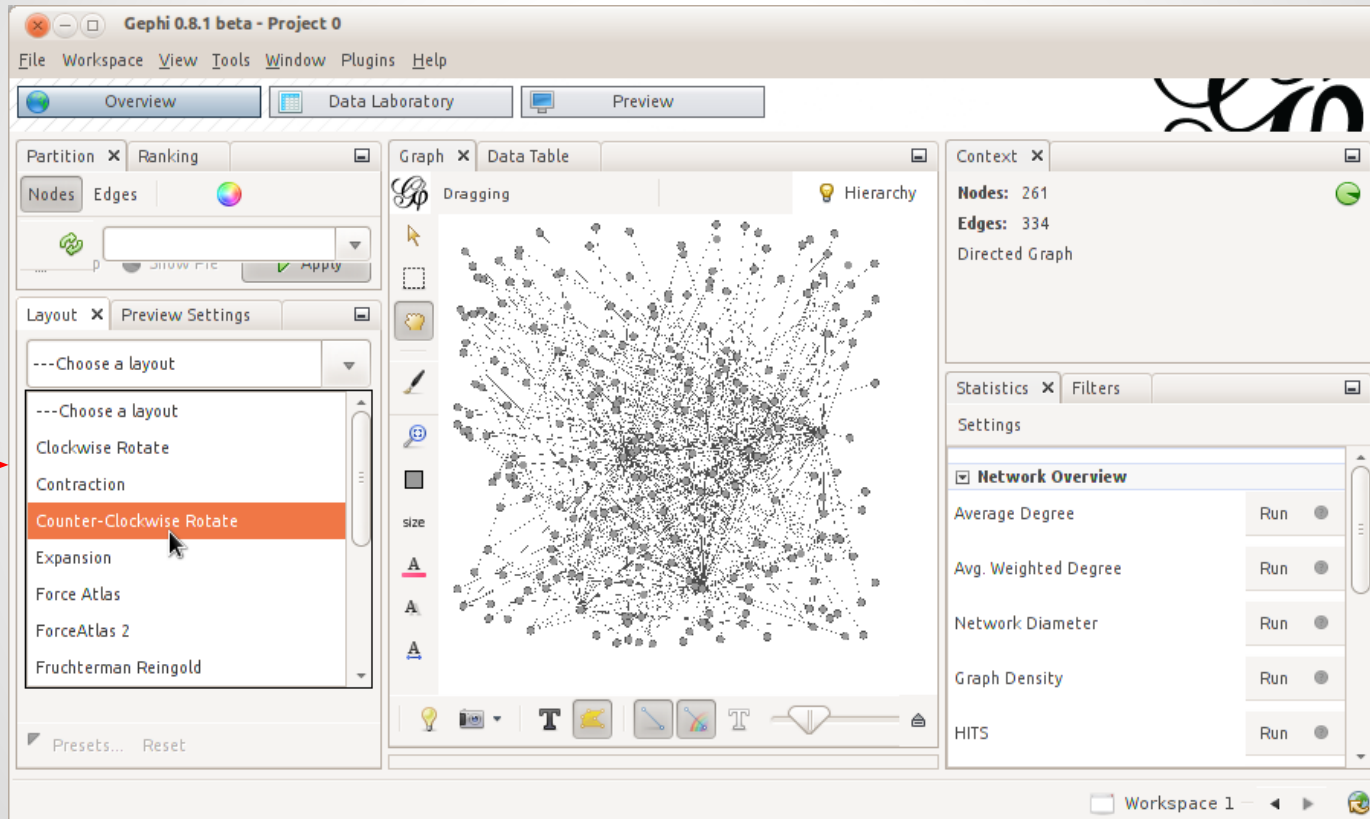 Gephi 0.8.1 beta - Project 0
File Workspace View Tools Window Plugins Help
Overview Data Laboratory Preview
Partition Ranking
Nodes Edges
Show Pie Apply
Layout Preview Settings
---Choose a layout
---Choose a layout
Clockwise Rotate
Contraction
Counter-Clockwise Rotate
Expansion
Force Atlas
ForceAtlas 2
Fruchterman Reingold
Presets... Reset
Graph Data Table
Dragging Hierarchy
size
A
A
A
T T
Context
Nodes: 261
Edges: 334
Directed Graph
Statistics Filters
Settings
Network Overview
Average Degree Run
Avg. Weighted Degree Run
Network Diameter Run
Graph Density Run
HITS Run
Workspace 1